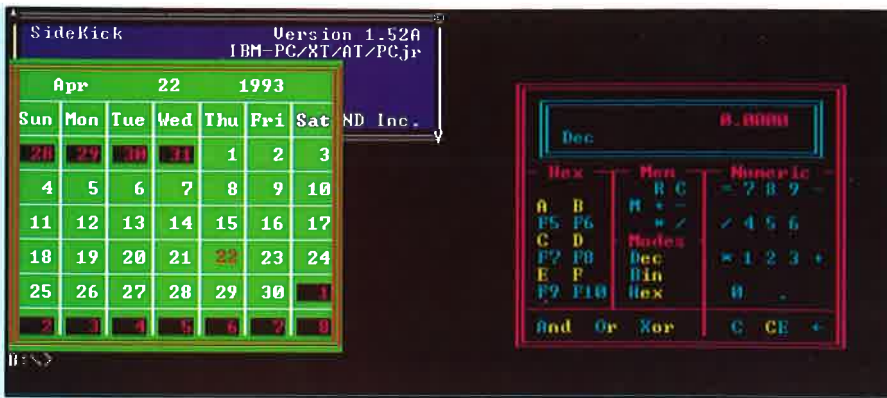 SideKick Version 1.52A
IBM-PC/XT/AT/PCjr
ND Inc.
Apr 22 1993
Sun Mon Tue Wed Thu Fri Sat
28 29 30 31 1 2 3
4 5 6 7 8 9 10
11 12 13 14 15 16 17
18 19 20 21 22 23 24
25 26 27 28 29 30 1
2 3 4 5 6 7 8
B:\>
0.0000
Dec
Hex Mem Numeric
R C - 7 8 9 -
A B M + -
F5 F6 * / / 4 5 6
C D Modes
F7 F8 Dec * 1 2 3 +
E F Bin
F9 F10 Hex 0 .
And Or Xor C CE ←